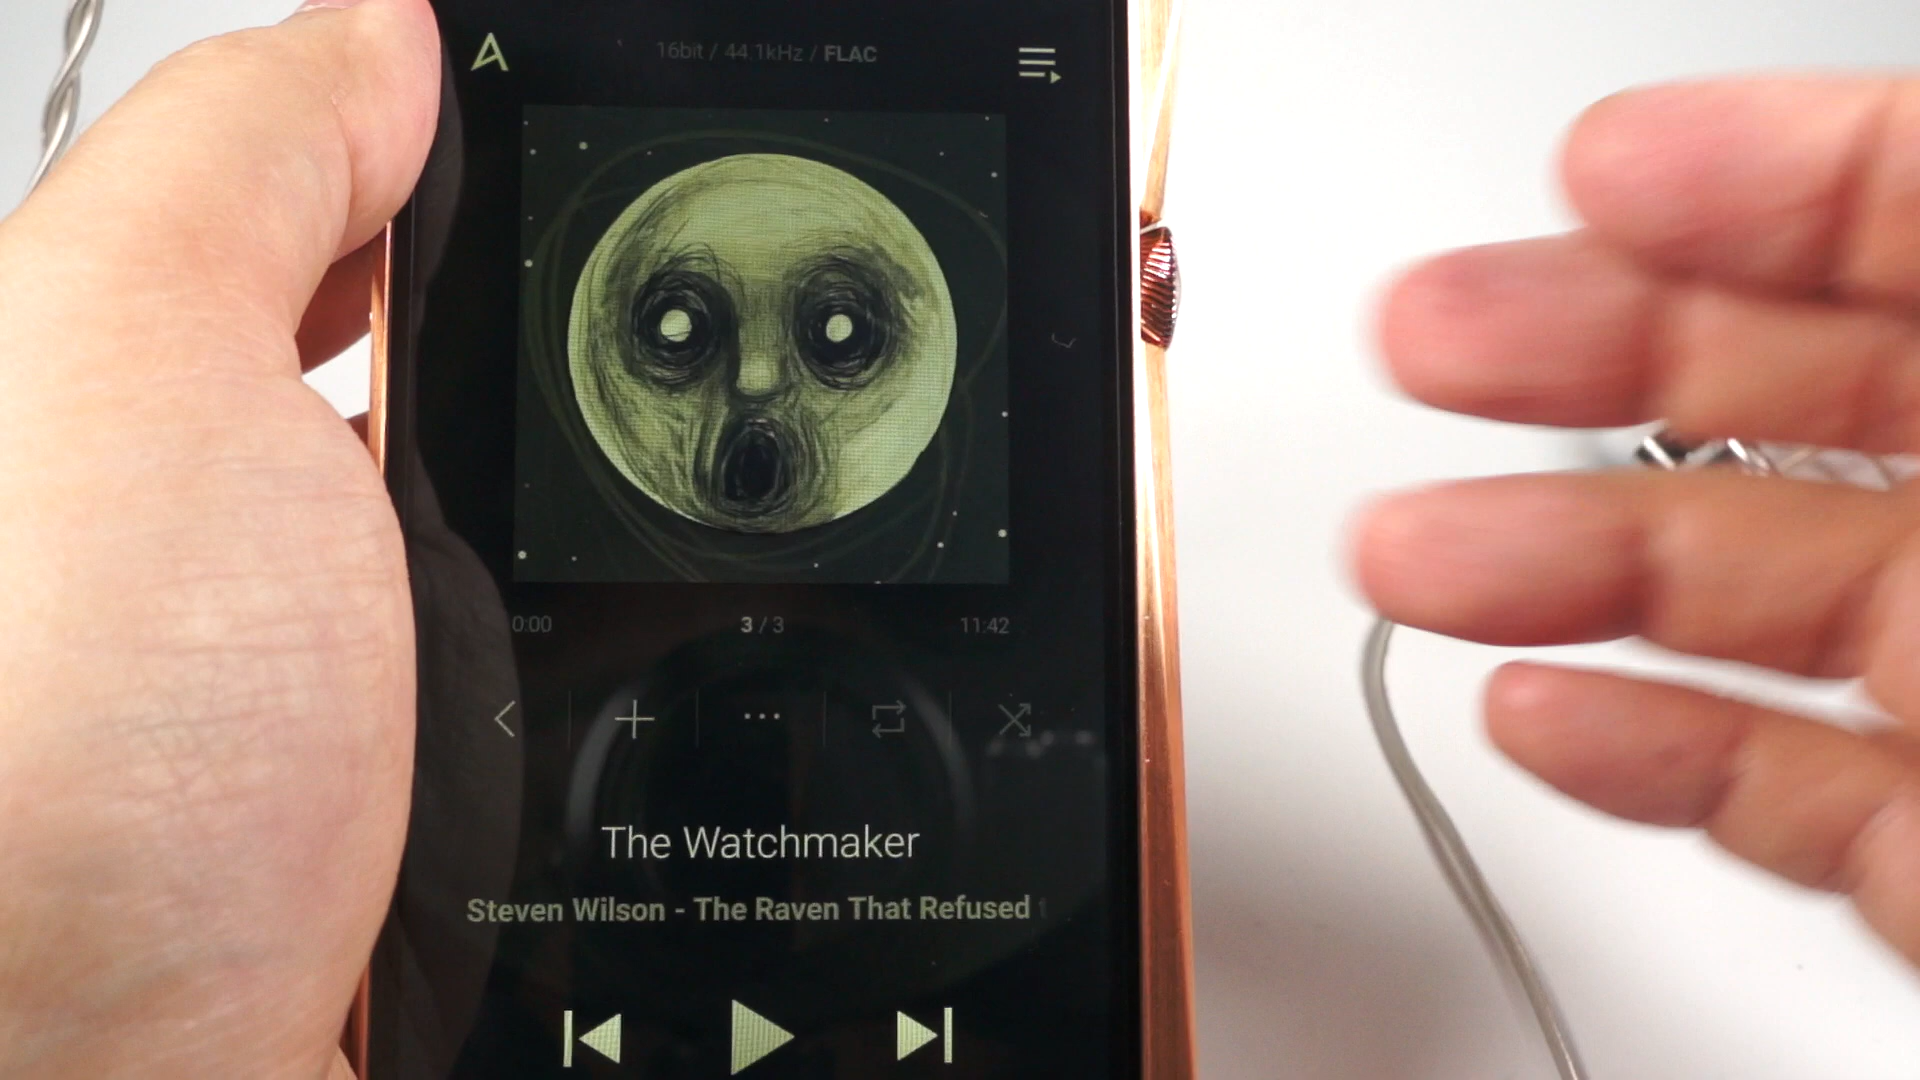 16bit / 44.1kHz / FLAC
0:00 3 / 3 11:42
The Watchmaker
Steven Wilson - The Raven That Refused